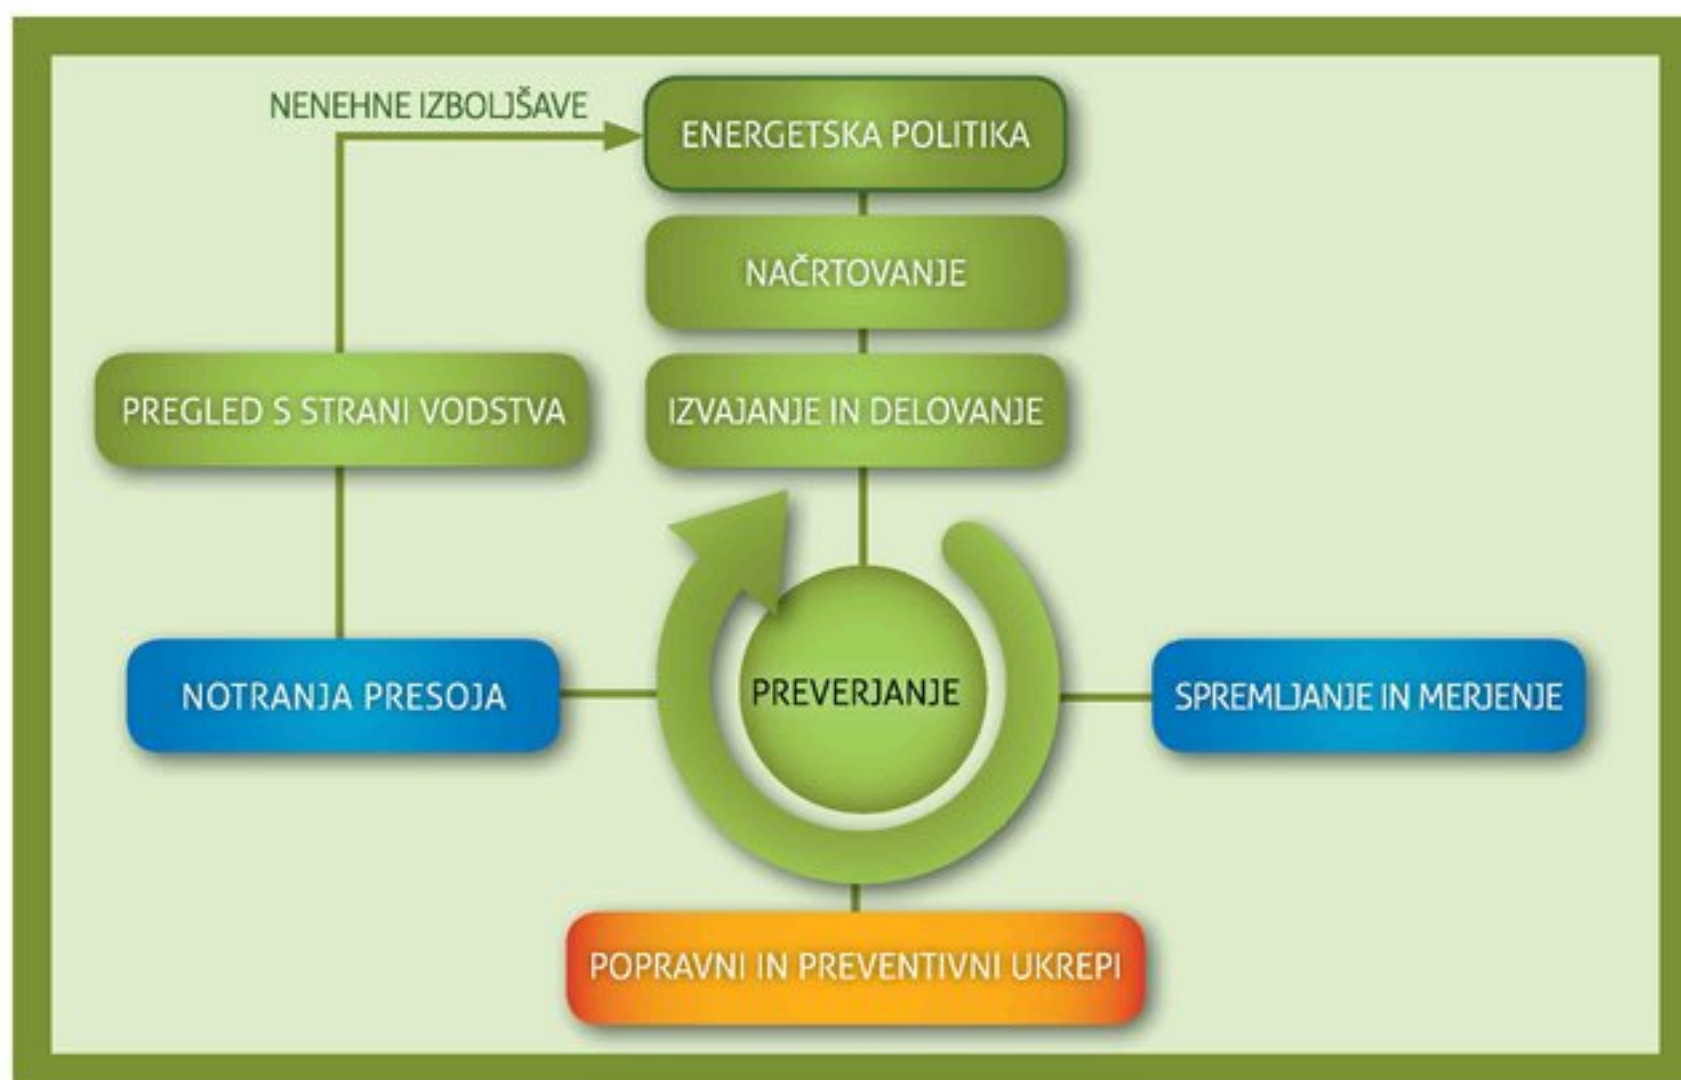 NENEHNE IZBOLJŠAVE
ENERGETSKA POLITIKA
NAČRTOVANJE
PREGLED S STRANI VODSTVA
IZVAJANJE IN DELOVANJE
NOTRANJA PRESOJA
PREVERJANJE
SPREMLJANJE IN MERJENJE
POPRAVNI IN PREVENTIVNI UKREPI